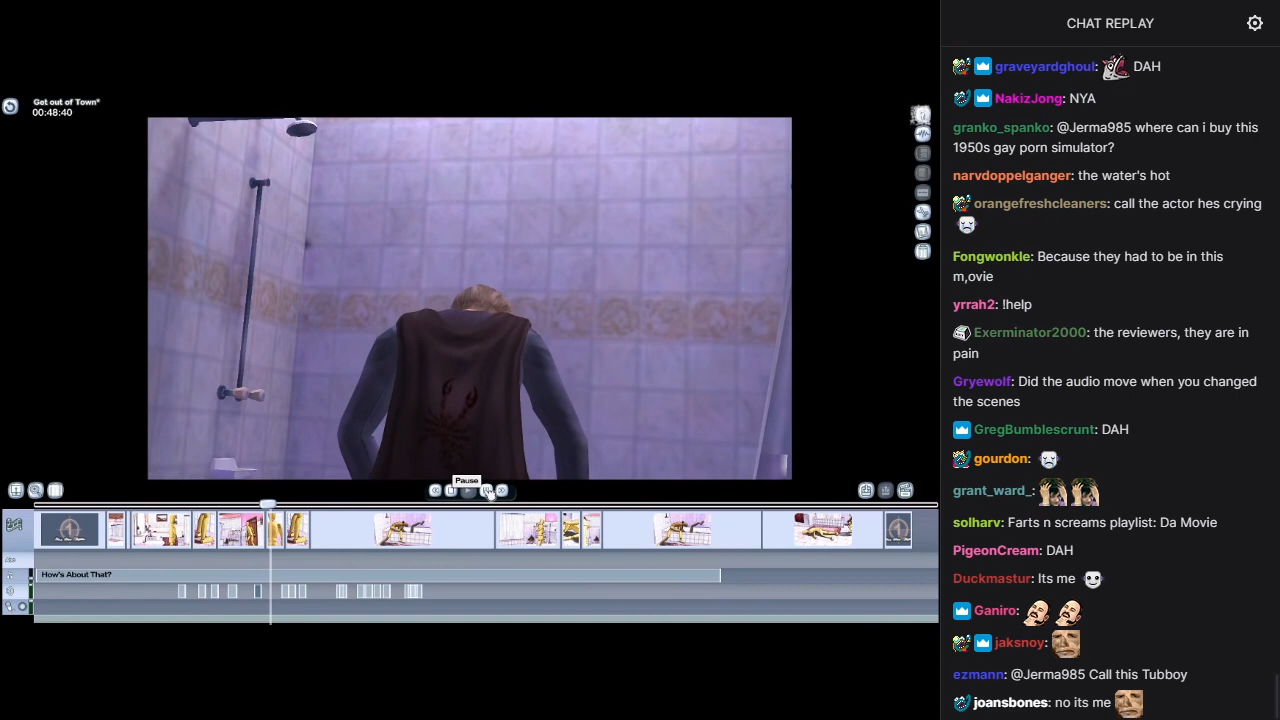 Get out of Town*
00:48:40
Pause
How's About That?
CHAT REPLAY
graveyardghoul: DAH
NakizJong: NYA
granko_spanko: @Jerma985 where can i buy this
1950s gay porn simulator?
narvdoppelganger: the water's hot
orangefreshcleaners: call the actor hes crying
Fongwonkle: Because they had to be in this
m,ovie
yrrah2: !help
Exerminator2000: the reviewers, they are in
pain
Gryewolf: Did the audio move when you changed
the scenes
GregBumblescrunt: DAH
gourdon:
grant_ward_:
solharv: Farts n screams playlist: Da Movie
PigeonCream: DAH
Duckmastur: Its me
Ganiro:
jaksnoy:
ezmann: @Jerma985 Call this Tubboy
joansbones: no its me